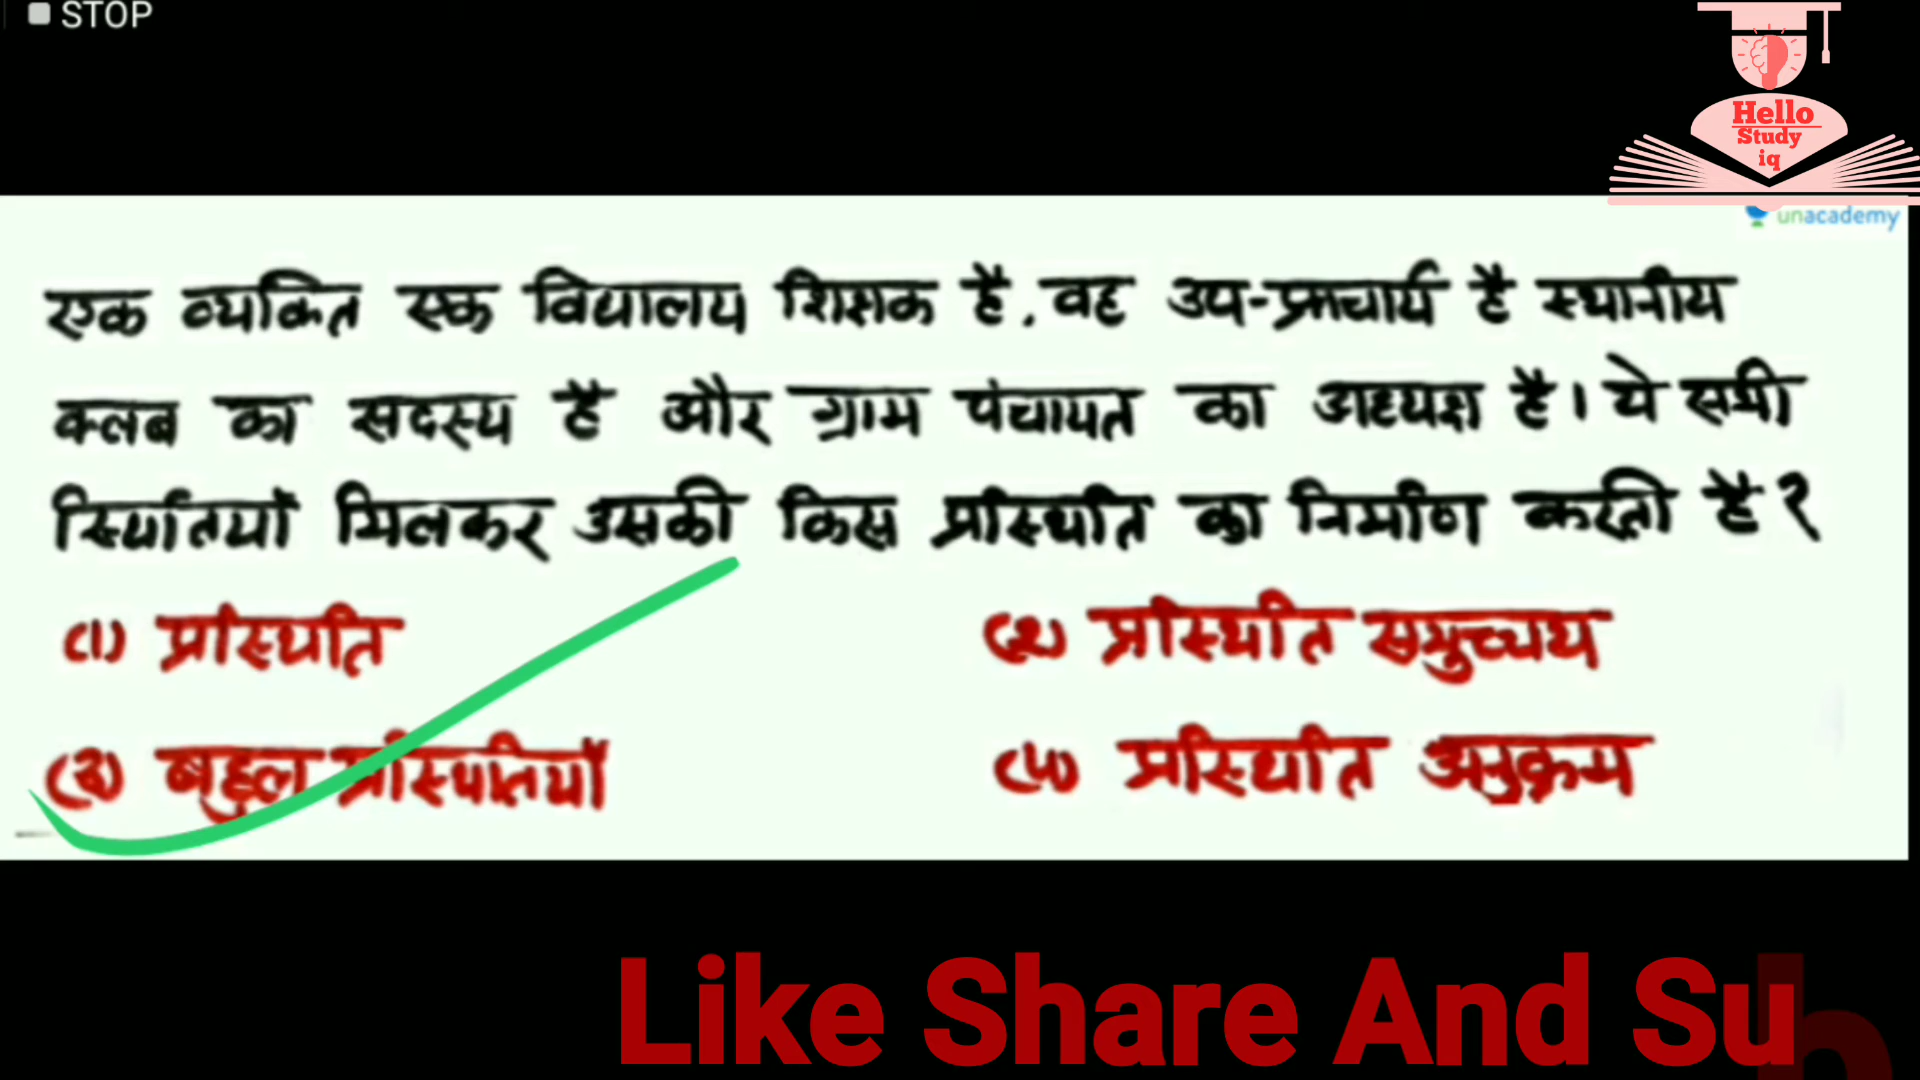 STOP
Hello
Study
iq
unacademy
एक व्यक्ति एक विद्यालय शिक्षक है, वह उप-प्राचार्य है स्थानीय
क्लब का सदस्य है और ग्राम पंचायत का अध्यक्ष है। ये सभी
स्थितियाँ मिलकर उसकी किस प्रस्थिति का निर्माण करती है?
(1) प्रस्थिति
(2) प्रस्थिति समुच्चय
(3) बहुल प्रस्थितियाँ
(4) प्रस्थिति अनुक्रम
Like Share And Su